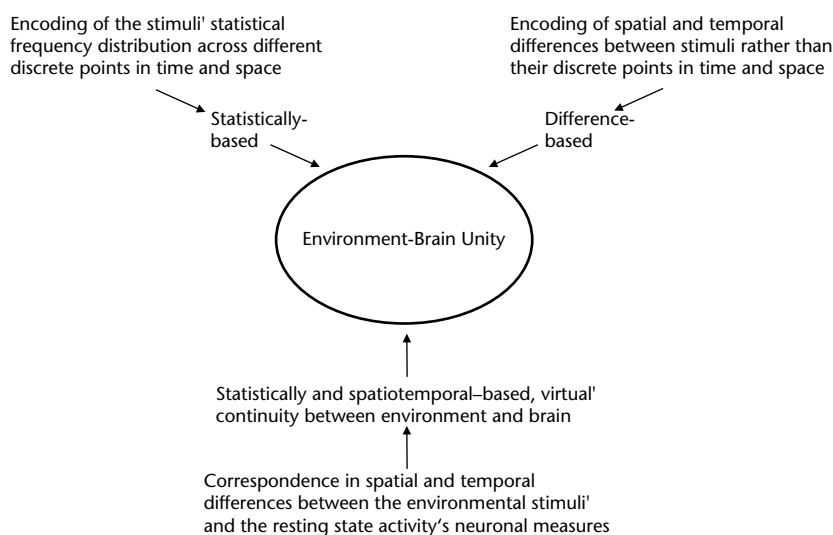 Encoding of the stimuli' statistical
frequency distribution across different
discrete points in time and space
Encoding of spatial and temporal
differences between stimuli rather than
their discrete points in time and space
Statistically-
based
Difference-
based
Environment-Brain Unity
Statistically and spatiotemporal–based, virtual'
continuity between environment and brain
Correspondence in spatial and temporal
differences between the environmental stimuli'
and the resting state activity‘s neuronal measures